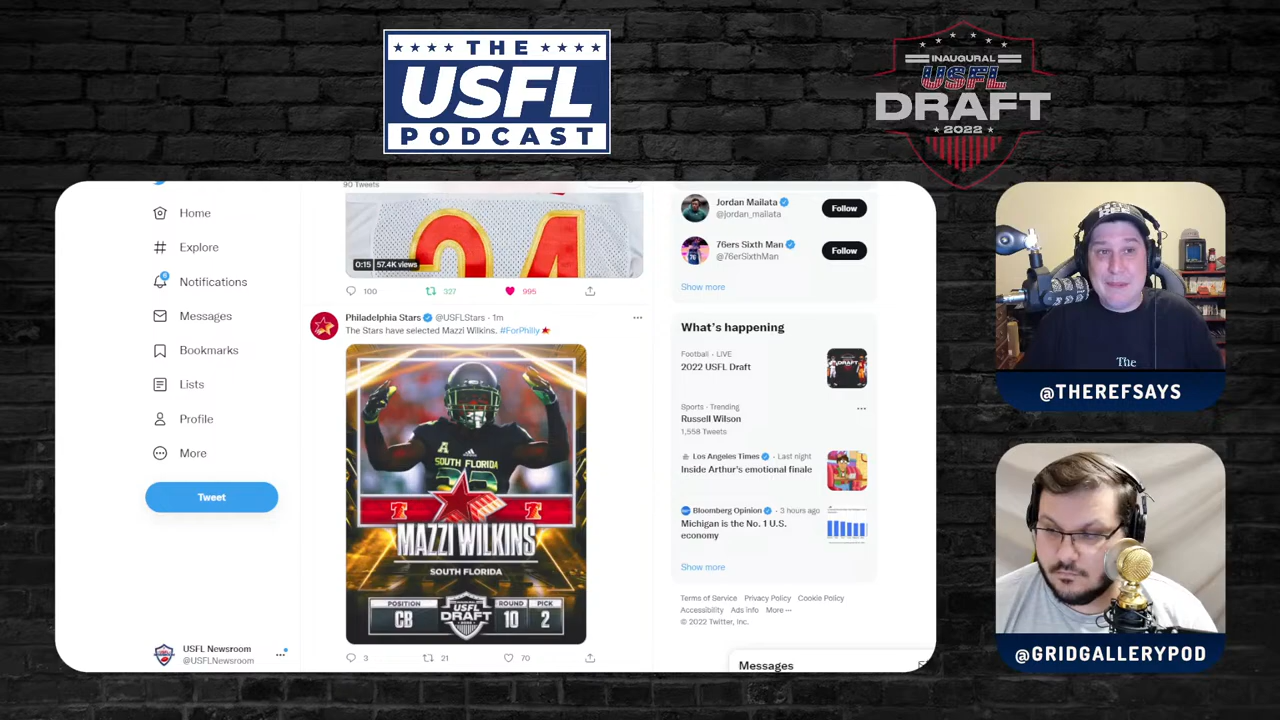 THE
USFL
PODCAST
INAUGURAL
USFL
DRAFT
2022
90 Tweets
Home
Explore
Notifications
Messages
Bookmarks
Lists
Profile
More
Tweet
USFL Newsroom
@USFLNewsroom
24
0:15 57.4K views
100 327 995
Philadelphia Stars @USFLStars · 1m
The Stars have selected Mazzi Wilkins. #ForPhilly
SOUTH FLORIDA
MAZZI WILKINS
SOUTH FLORIDA
POSITION
CB
INAUGURAL
USFL
DRAFT
ROUND
10
PICK
2
3 21 70
Jordan Mailata
@jordan_mailata
Follow
76ers Sixth Man
@76erSixthMan
Follow
Show more
What's happening
Football · LIVE
2022 USFL Draft
Sports · Trending
Russell Wilson
1,558 Tweets
Los Angeles Times · Last night
Inside Arthur's emotional finale
Bloomberg Opinion · 3 hours ago
Michigan is the No. 1 U.S.
economy
Show more
Terms of Service Privacy Policy Cookie Policy
Accessibility Ads info More ···
© 2022 Twitter, Inc.
Messages
The
@THEREFSAYS
@GRIDGALLERYPOD